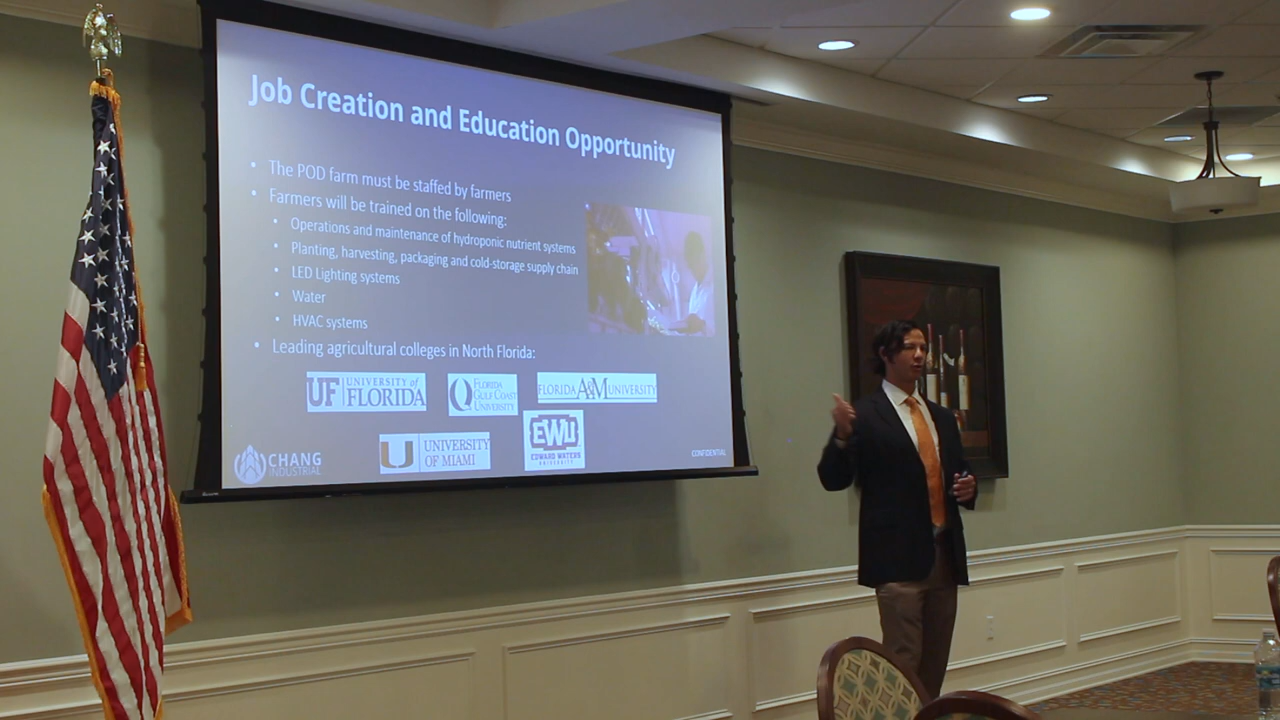 Job Creation and Education Opportunity
• The POD farm must be staffed by farmers
• Farmers will be trained on the following:
• Operations and maintenance of hydroponic nutrient systems
• Planting, harvesting, packaging and cold-storage supply chain
• LED Lighting systems
• Water
• HVAC systems
• Leading agricultural colleges in North Florida:
UF UNIVERSITY of FLORIDA
FLORIDA GULF COAST UNIVERSITY
FLORIDA A&M UNIVERSITY
U UNIVERSITY OF MIAMI
EWU
EDWARD WATERS
UNIVERSITY
CHANG
INDUSTRIAL
CONFIDENTIAL